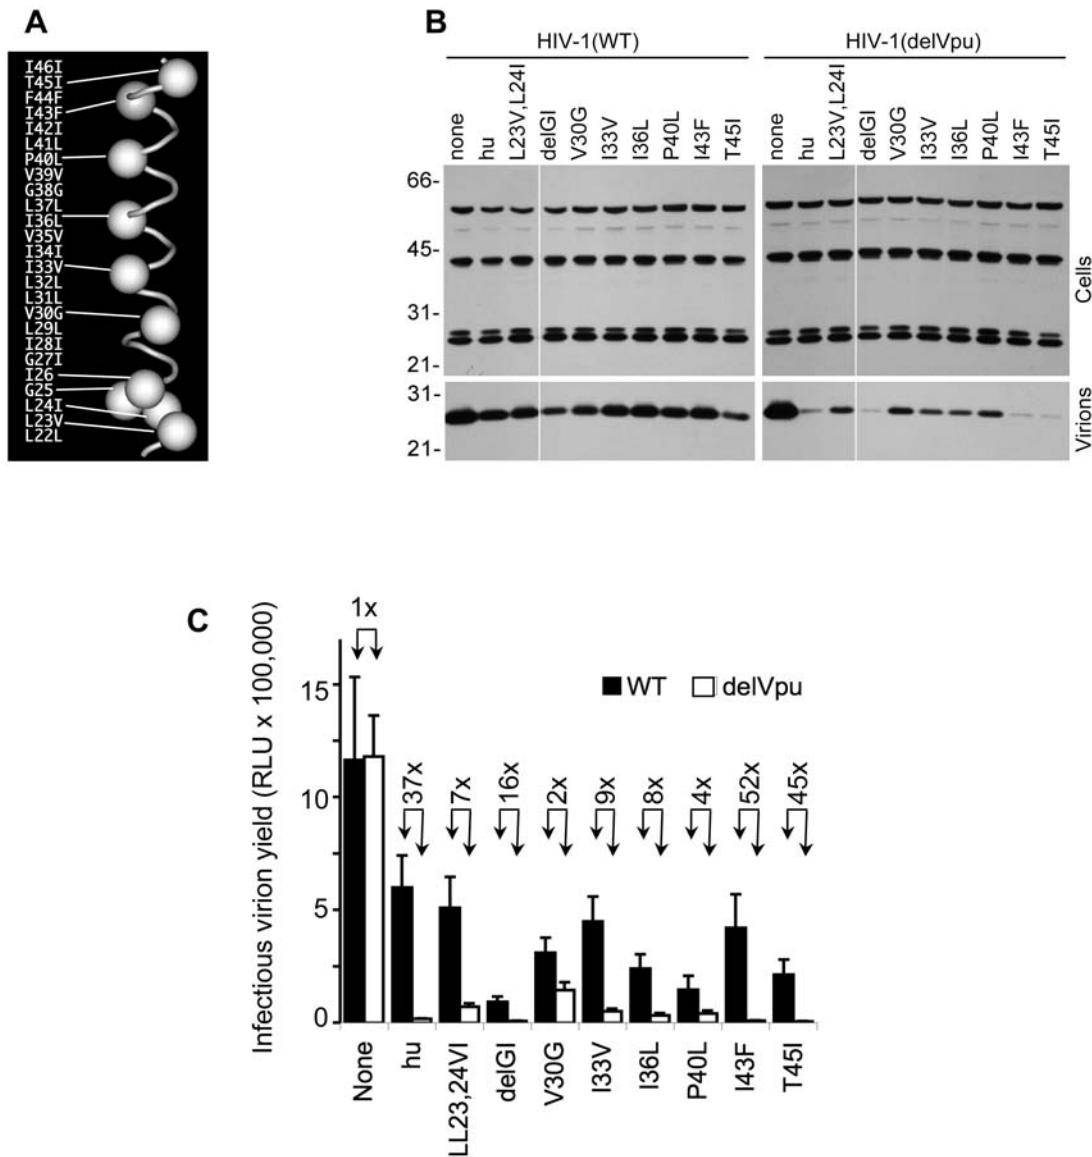 A
I46I
T45I
F44F
I43F
I42I
L41L
P40L
V39V
G38G
L37L
I36L
V35V
I34I
I33V
L32L
L31L
V30G
L29L
I28I
G27I
I26
G25
L24I
L23V
L22L
B
HIV-1(WT)
HIV-1(delVpu)
none
hu
L23V,L24I
delGI
V30G
I33V
I36L
P40L
I43F
T45I
none
hu
L23V,L24I
delGI
V30G
I33V
I36L
P40L
I43F
T45I
66-
45-
31-
21-
Cells
31-
21-
Virions
C
Infectious virion yield (RLU x 100,000)
15
10
5
0
WT
delVpu
1x
37x
7x
16x
2x
9x
8x
4x
52x
45x
None
hu
LL23,24VI
delGI
V30G
I33V
I36L
P40L
I43F
T45I